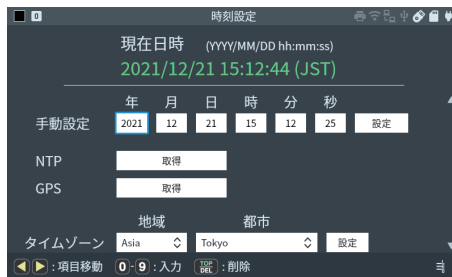 0 時刻設定
現在日時 (YYYY/MM/DD hh:mm:ss)
2021/12/21 15:12:44 (JST)
年 月 日 時 分 秒
手動設定 2021 12 21 15 12 25 設定
NTP 取得
GPS 取得
地域 都市
タイムゾーン Asia Tokyo 設定
:項目移動 0-9:入力 TOP DEL:削除